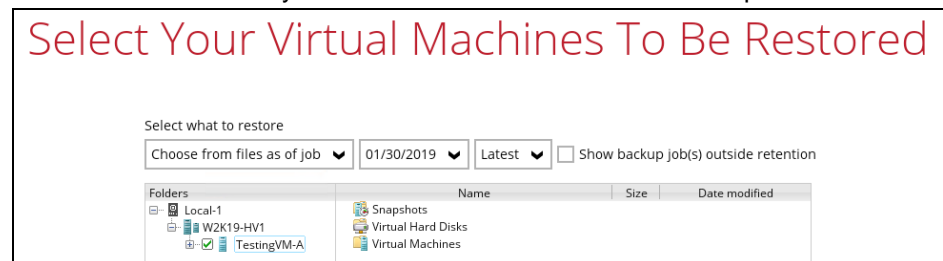 Select Your Virtual Machines To Be Restored
Select what to restore
Choose from files as of job 01/30/2019 Latest Show backup job(s) outside retention
Folders Name Size Date modified
Local-1 Snapshots
W2K19-HV1 Virtual Hard Disks
TestingVM-A Virtual Machines